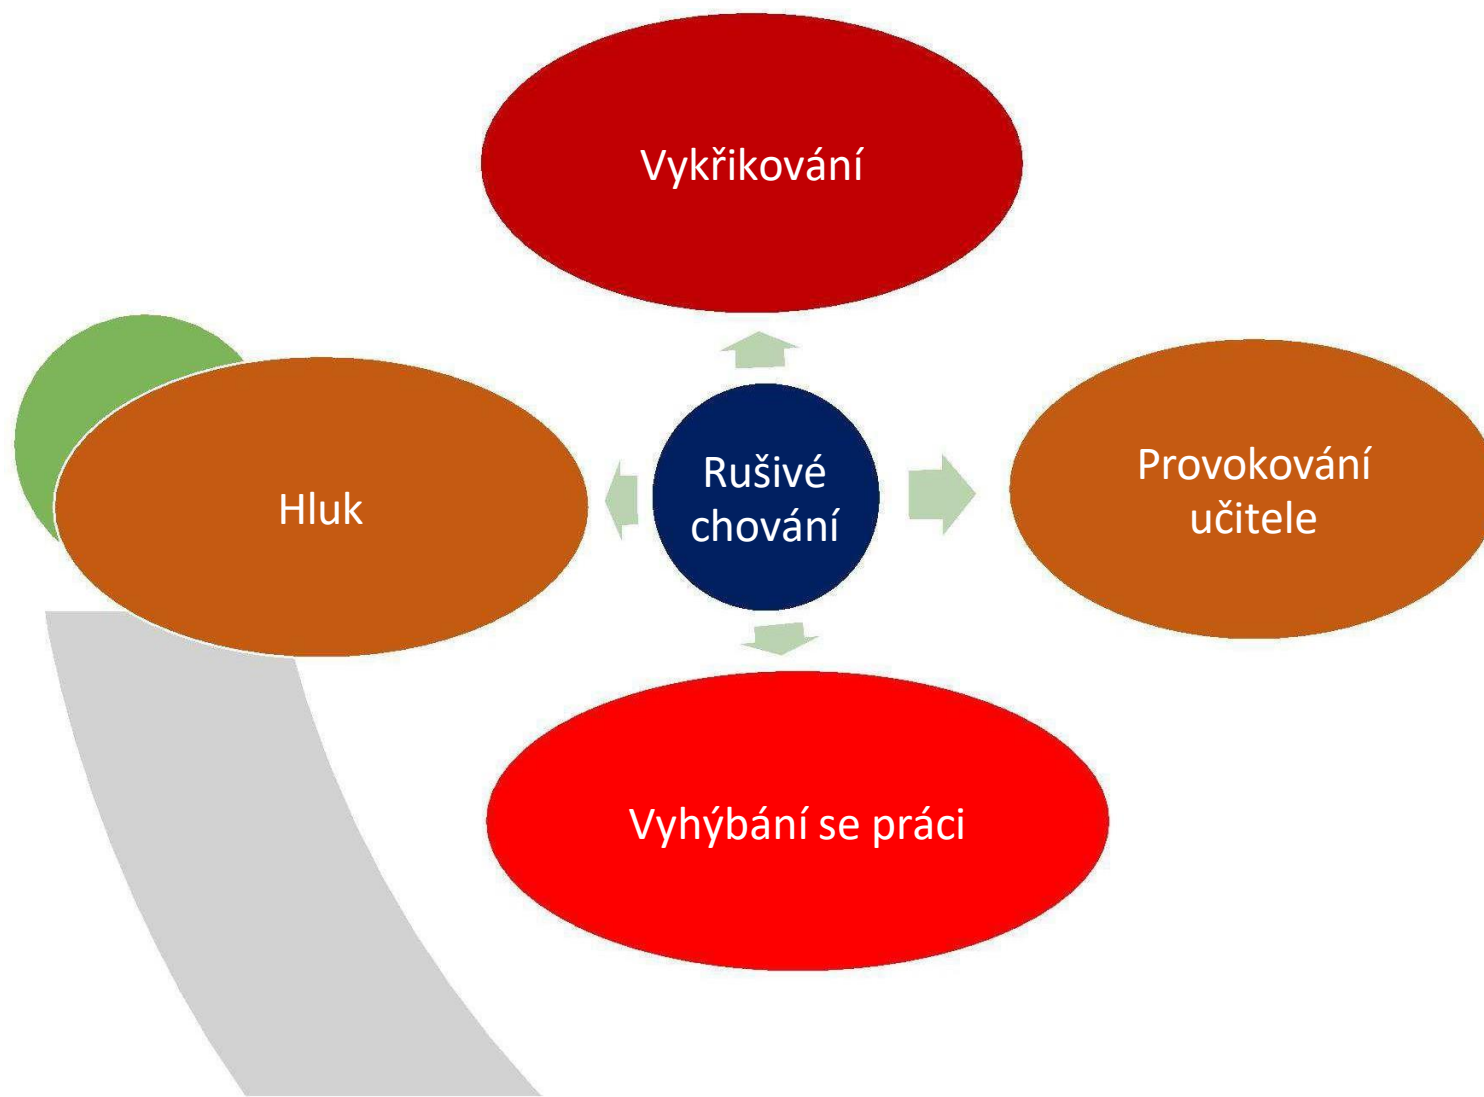 Vykřikování
Hluk
Rušivé
chování
Provokování
učitele
Vyhýbání se práci